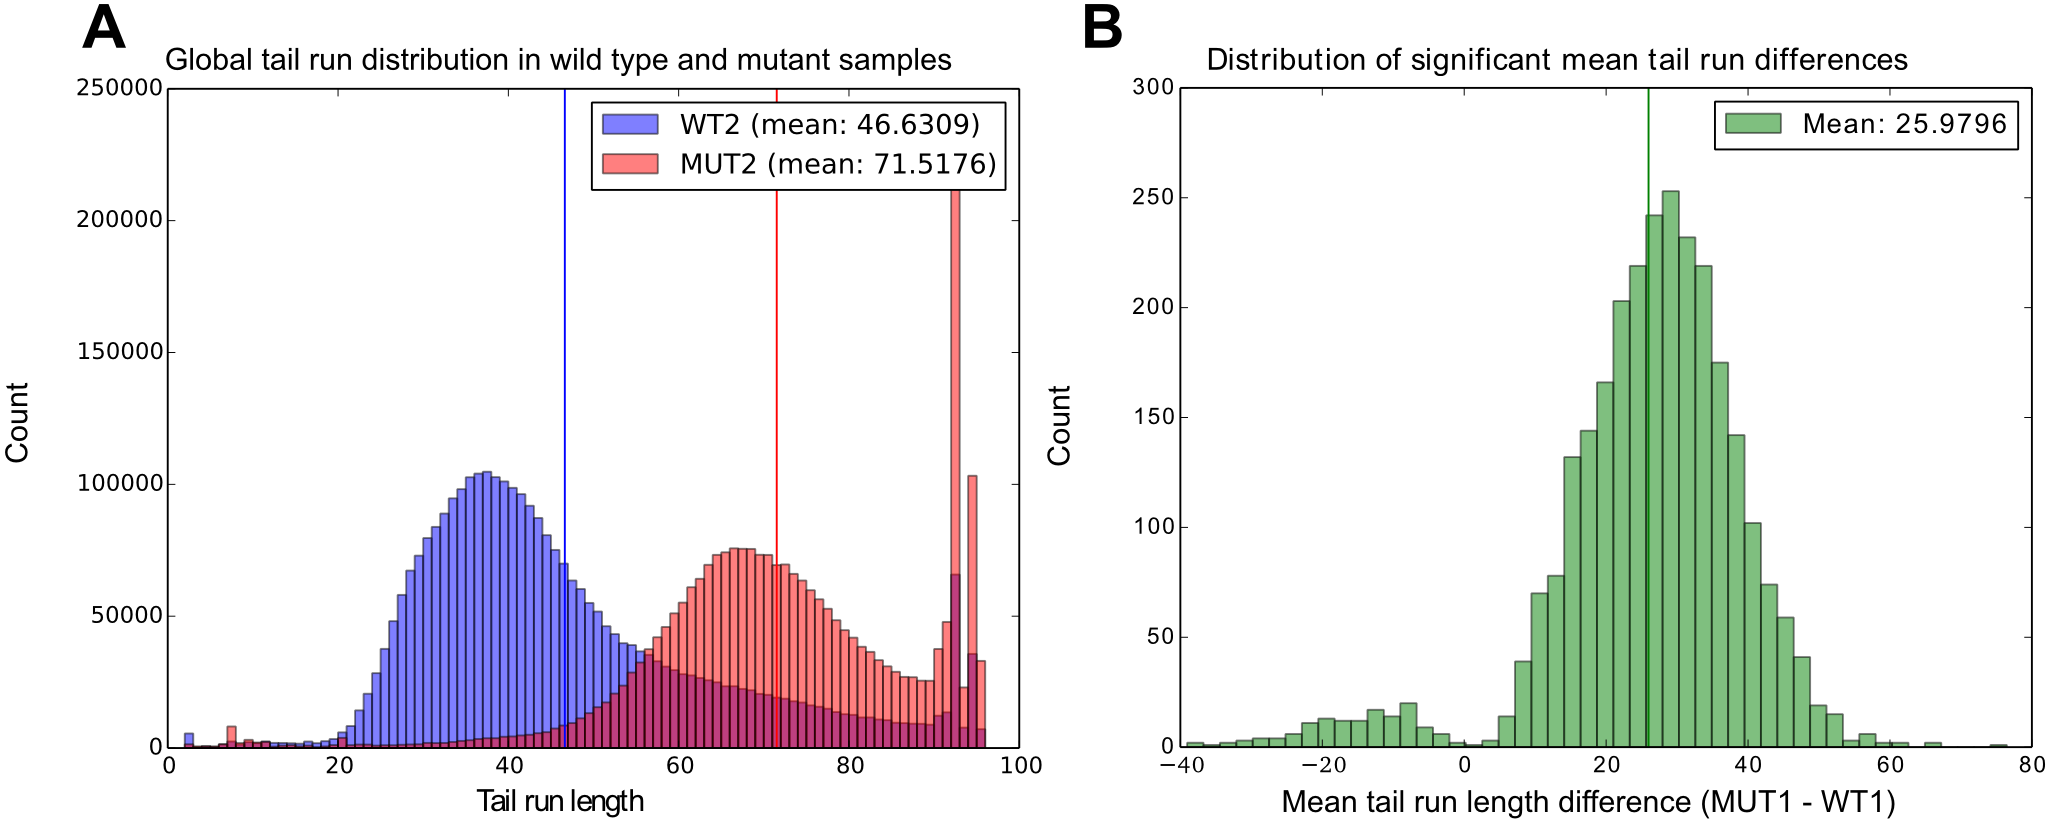 A
Global tail run distribution in wild type and mutant samples
250000
200000
150000
100000
50000
0
Count
WT2 (mean: 46.6309)
MUT2 (mean: 71.5176)
0 20 40 60 80 100
Tail run length
B
Distribution of significant mean tail run differences
300
250
200
150
100
50
0
Count
Mean: 25.9796
−40 −20 0 20 40 60 80
Mean tail run length difference (MUT1 - WT1)